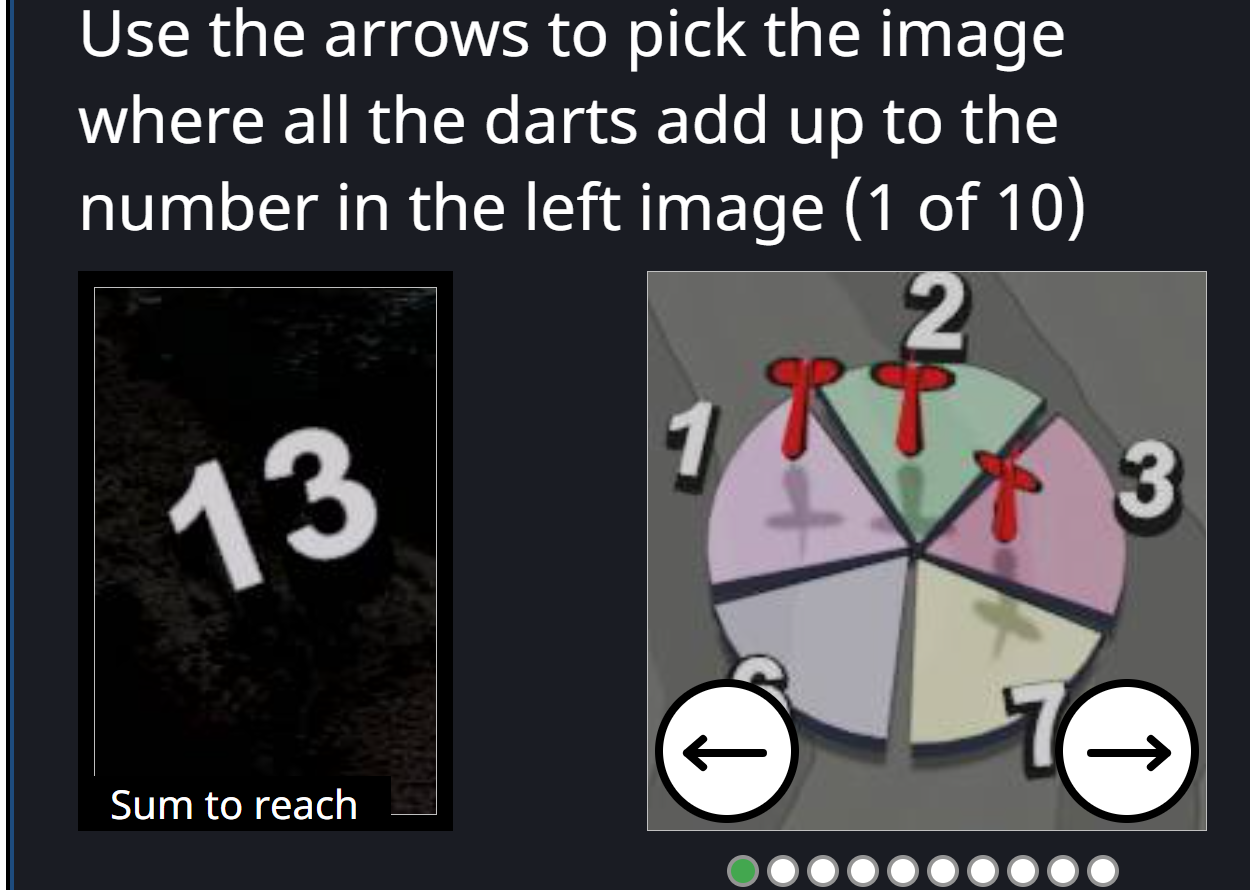 Use the arrows to pick the image
where all the darts add up to the
number in the left image (1 of 10)
13
Sum to reach
2
1
3
6
7